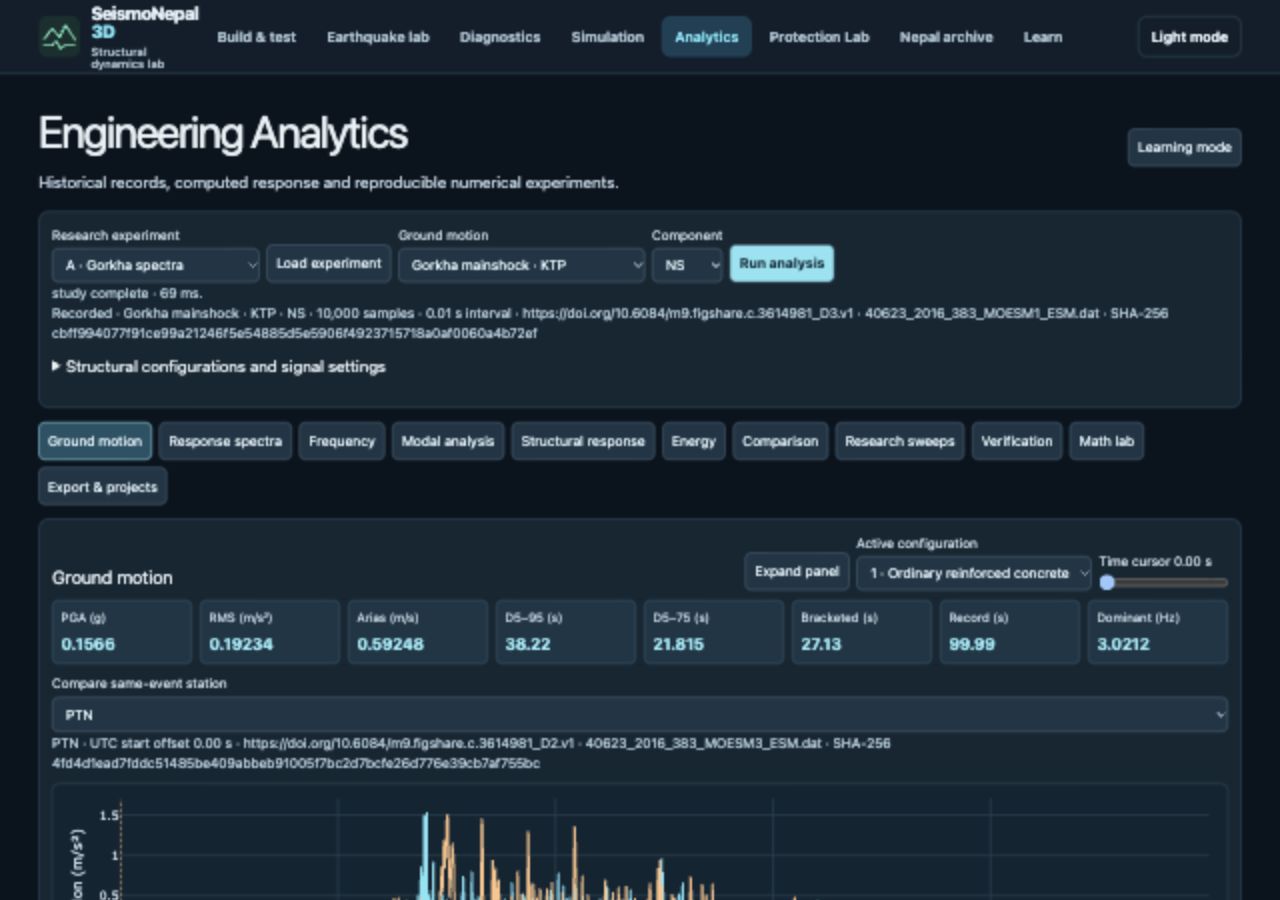 SeismoNepal
3D
Structural
dynamics lab
Build & test
Earthquake lab
Diagnostics
Simulation
Analytics
Protection Lab
Nepal archive
Learn
Light mode
Engineering Analytics
Learning mode
Historical records, computed response and reproducible numerical experiments.
Research experiment
Ground motion
Component
A · Gorkha spectra
Load experiment
Gorkha mainshock · KTP
NS
Run analysis
study complete · 69 ms.
Recorded · Gorkha mainshock · KTP · NS · 10,000 samples · 0.01 s interval · https://doi.org/10.6084/m9.figshare.c.3614981_D3.v1 · 40623_2016_383_MOESM1_ESM.dat · SHA-256
cbff994077f91ce99a21246f5e54885d5e5906f4923715718a0af0060a4b72ef
Structural configurations and signal settings
Ground motion
Response spectra
Frequency
Modal analysis
Structural response
Energy
Comparison
Research sweeps
Verification
Math lab
Export & projects
Active configuration
Ground motion
Expand panel
1 · Ordinary reinforced concrete
Time cursor 0.00 s
PGA (g)
0.1566
RMS (m/s²)
0.19234
Arias (m/s)
0.59248
D5–95 (s)
38.22
D5–75 (s)
21.815
Bracketed (s)
27.13
Record (s)
99.99
Dominant (Hz)
3.0212
Compare same-event station
PTN
PTN · UTC start offset 0.00 s · https://doi.org/10.6084/m9.figshare.c.3614981_D2.v1 · 40623_2016_383_MOESM3_ESM.dat · SHA-256
4fd4d1ead7fddc51485be409abbeb91005f7bc2d7bcfe26d776e39cb7af755bc
1.5
1
0.5
on (m/s²)